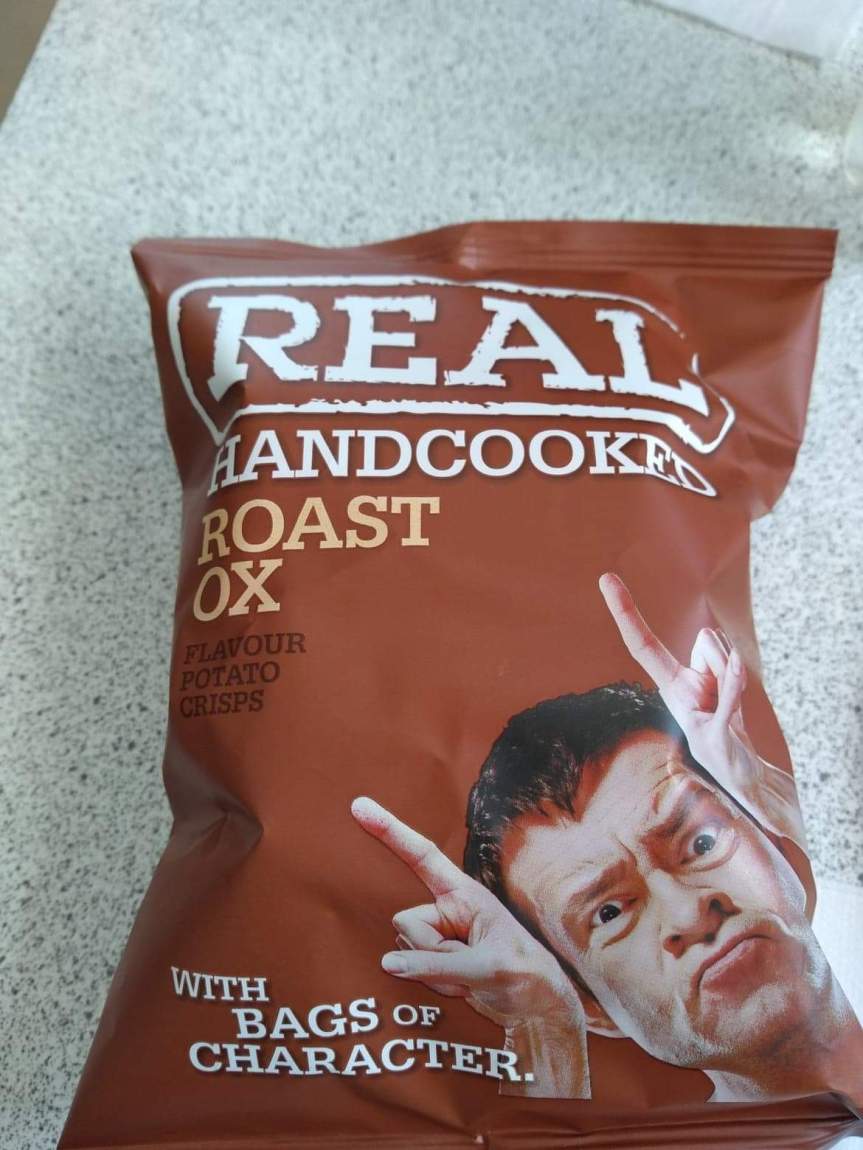 REAL
HANDCOOKED
ROAST
OX
FLAVOUR
POTATO
CRISPS
WITH
BAGS OF
CHARACTER.